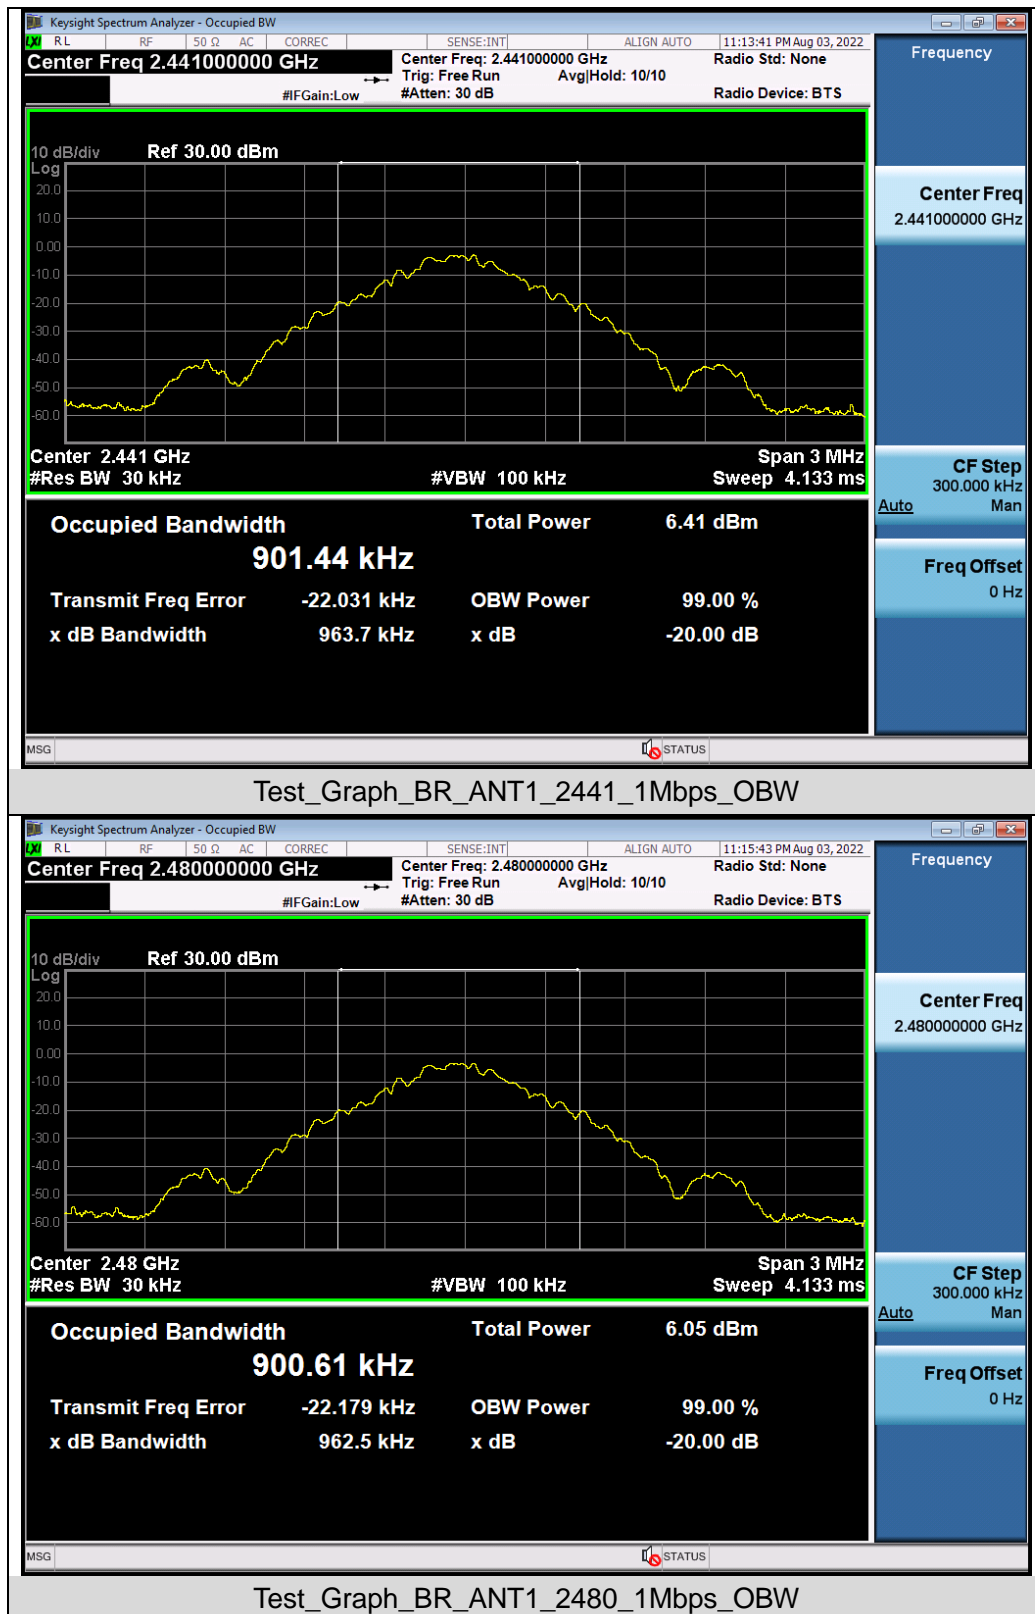 Keysight Spectrum Analyzer - Occupied BW
LXI RL RF 50 Ω AC CORREC SENSE:INT ALIGN AUTO 11:13:41 PM Aug 03, 2022
Center Freq 2.441000000 GHz
Center Freq: 2.441000000 GHz Radio Std: None
Trig: Free Run Avg|Hold: 10/10
#IFGain:Low #Atten: 30 dB Radio Device: BTS
10 dB/div Ref 30.00 dBm
Log
20.0
10.0
0.00
-10.0
-20.0
-30.0
-40.0
-50.0
-60.0
Center 2.441 GHz Span 3 MHz
#Res BW 30 kHz #VBW 100 kHz Sweep 4.133 ms
Occupied Bandwidth Total Power 6.41 dBm
901.44 kHz
Transmit Freq Error -22.031 kHz OBW Power 99.00 %
x dB Bandwidth 963.7 kHz x dB -20.00 dB
MSG STATUS
Frequency
Center Freq
2.441000000 GHz
CF Step
300.000 kHz
Auto Man
Freq Offset
0 Hz
Test_Graph_BR_ANT1_2441_1Mbps_OBW
Keysight Spectrum Analyzer - Occupied BW
LXI RL RF 50 Ω AC CORREC SENSE:INT ALIGN AUTO 11:15:43 PM Aug 03, 2022
Center Freq 2.480000000 GHz
Center Freq: 2.480000000 GHz Radio Std: None
Trig: Free Run Avg|Hold: 10/10
#IFGain:Low #Atten: 30 dB Radio Device: BTS
10 dB/div Ref 30.00 dBm
Log
20.0
10.0
0.00
-10.0
-20.0
-30.0
-40.0
-50.0
-60.0
Center 2.48 GHz Span 3 MHz
#Res BW 30 kHz #VBW 100 kHz Sweep 4.133 ms
Occupied Bandwidth Total Power 6.05 dBm
900.61 kHz
Transmit Freq Error -22.179 kHz OBW Power 99.00 %
x dB Bandwidth 962.5 kHz x dB -20.00 dB
MSG STATUS
Frequency
Center Freq
2.480000000 GHz
CF Step
300.000 kHz
Auto Man
Freq Offset
0 Hz
Test_Graph_BR_ANT1_2480_1Mbps_OBW